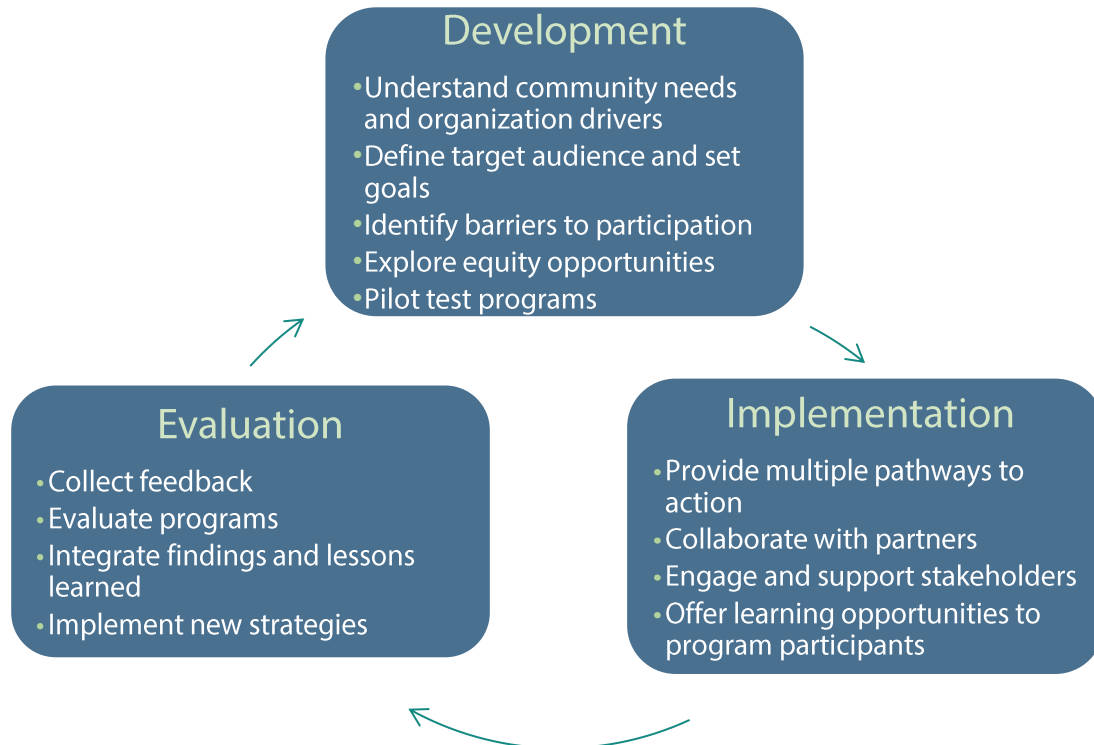 Development
•Understand community needs
and organization drivers
•Define target audience and set
goals
•Identify barriers to participation
•Explore equity opportunities
•Pilot test programs
Evaluation
•Collect feedback
•Evaluate programs
•Integrate findings and lessons
learned
•Implement new strategies
Implementation
•Provide multiple pathways to
action
•Collaborate with partners
•Engage and support stakeholders
•Offer learning opportunities to
program participants